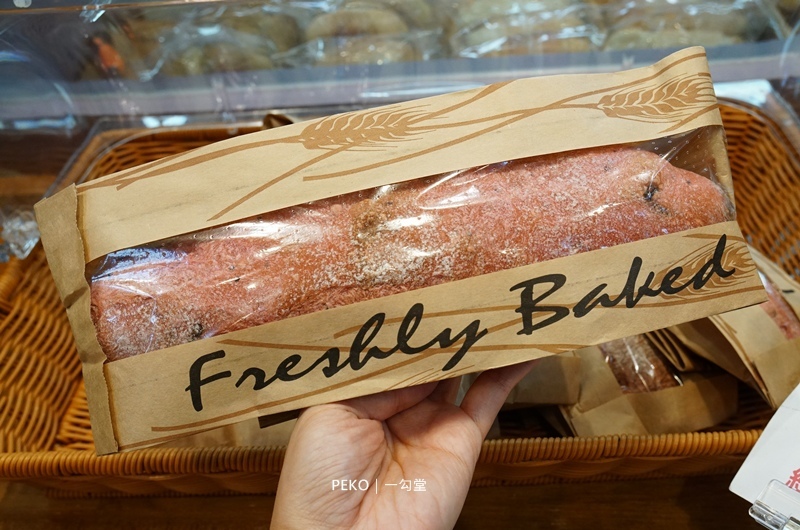 Freshly Baked
PEKO | 一勾堂